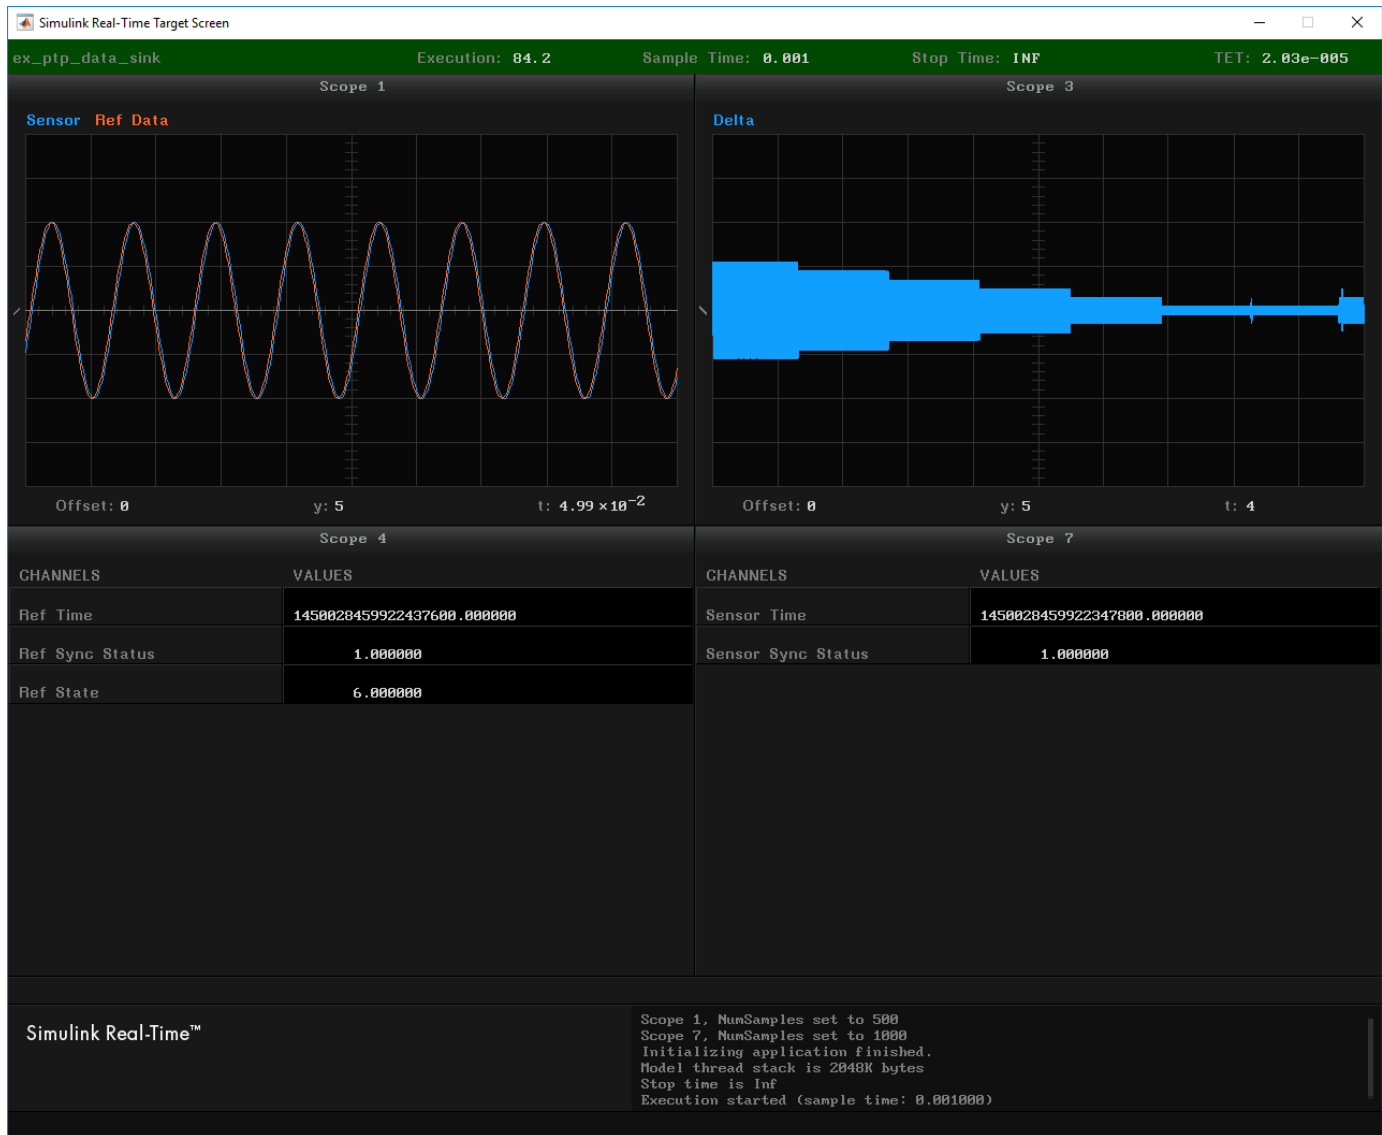 Simulink Real-Time Target Screen
ex_ptp_data_sink Execution: 84.2 Sample Time: 0.001 Stop Time: INF TET: 2.03e-005
Scope 1
Sensor Ref Data
Offset: 0 y: 5 t: 4.99 ×10⁻²
Scope 3
Delta
Offset: 0 y: 5 t: 4
Scope 4
CHANNELS VALUES
Ref Time 1450028459922437600.000000
Ref Sync Status 1.000000
Ref State 6.000000
Scope 7
CHANNELS VALUES
Sensor Time 1450028459922347800.000000
Sensor Sync Status 1.000000
Simulink Real-Time™
Scope 1, NumSamples set to 500
Scope 7, NumSamples set to 1000
Initializing application finished.
Model thread stack is 2048K bytes
Stop time is Inf
Execution started (sample time: 0.001000)